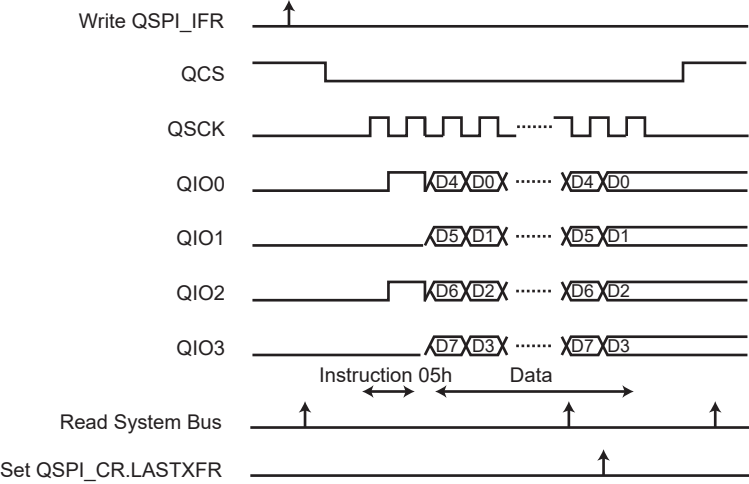 Write QSPI_IFR
QCS
QSCK
QIO0 D4 D0 D4 D0
QIO1 D5 D1 D5 D1
QIO2 D6 D2 D6 D2
QIO3 D7 D3 D7 D3
Instruction 05h Data
Read System Bus
Set QSPI_CR.LASTXFR